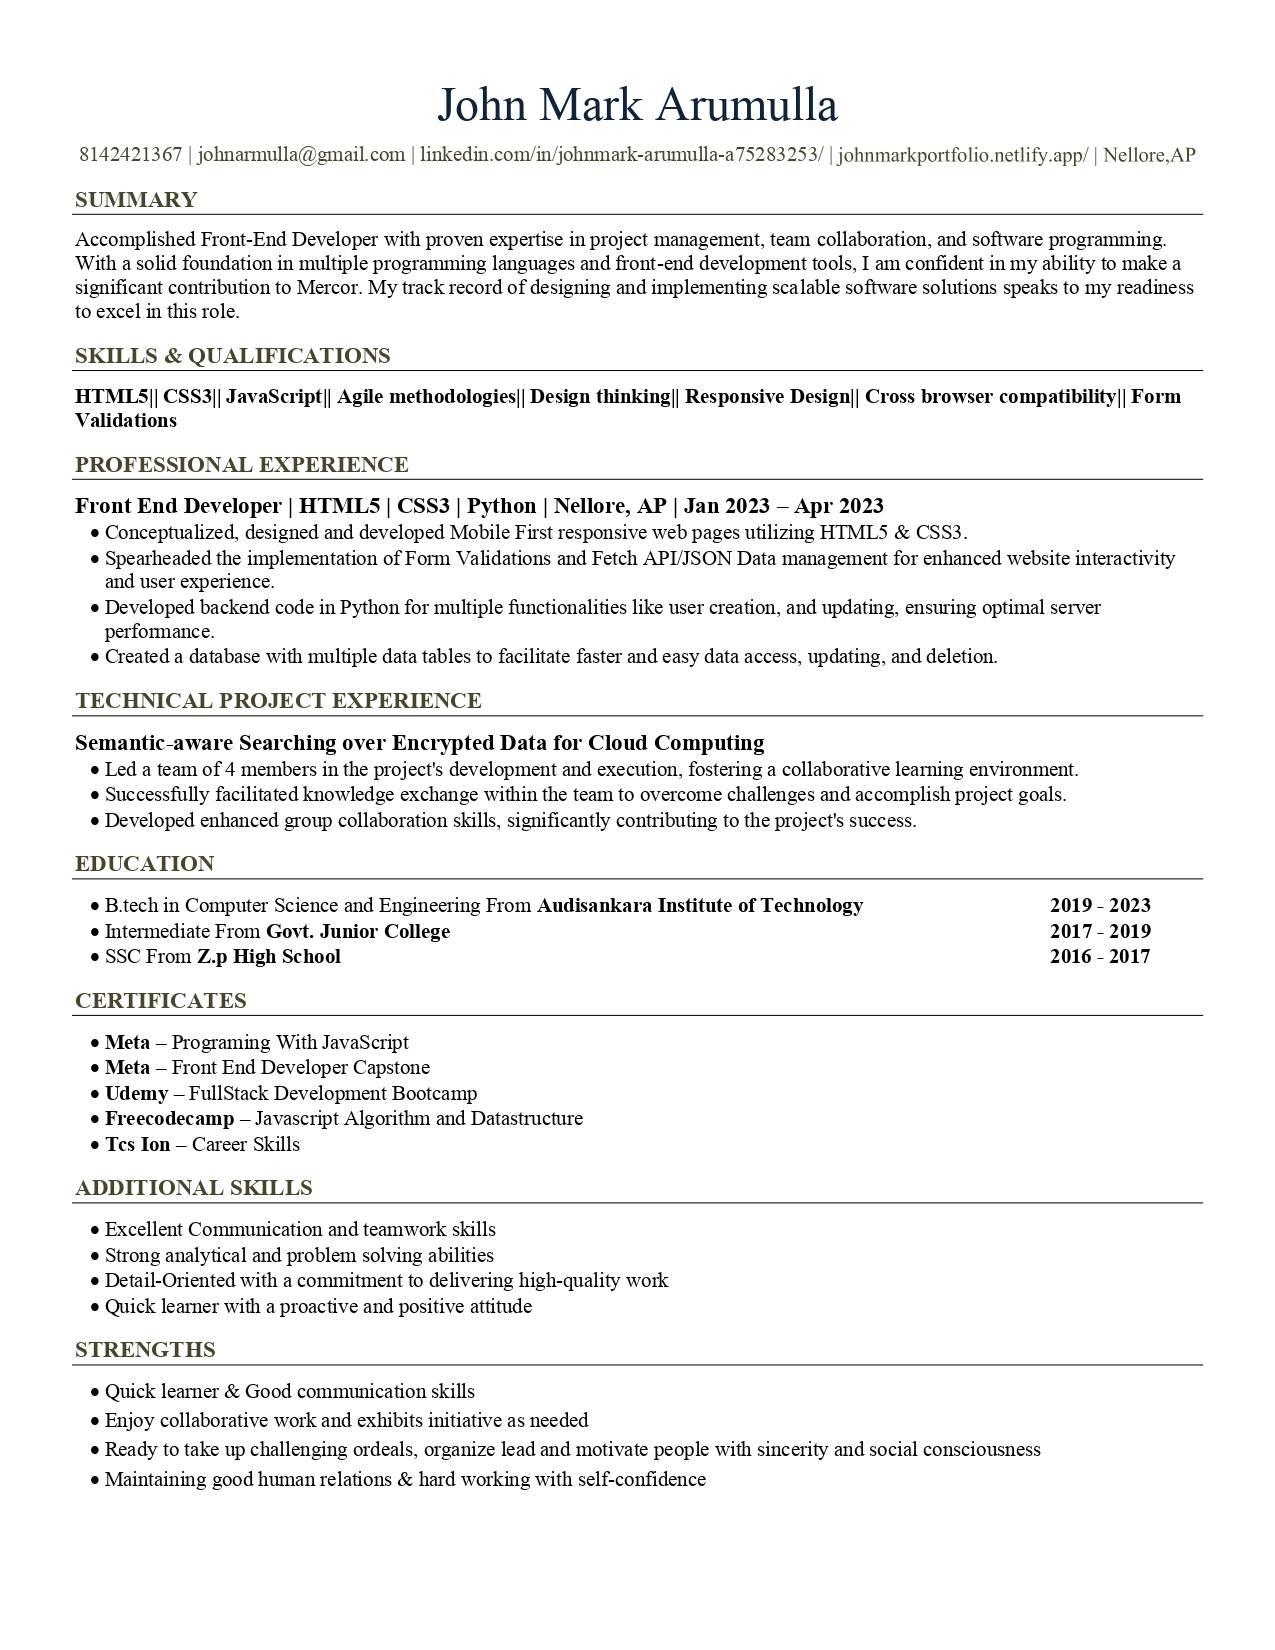 John Mark Arumulla
8142421367 | johnarmulla@gmail.com | linkedin.com/in/johnmark-arumulla-a75283253/ | johnmarkportfolio.netlify.app/ | Nellore,AP
SUMMARY
Accomplished Front-End Developer with proven expertise in project management, team collaboration, and software programming.
With a solid foundation in multiple programming languages and front-end development tools, I am confident in my ability to make a
significant contribution to Mercor. My track record of designing and implementing scalable software solutions speaks to my readiness
to excel in this role.
SKILLS & QUALIFICATIONS
HTML5|| CSS3|| JavaScript|| Agile methodologies|| Design thinking|| Responsive Design|| Cross browser compatibility|| Form
Validations
PROFESSIONAL EXPERIENCE
Front End Developer | HTML5 | CSS3 | Python | Nellore, AP | Jan 2023 – Apr 2023
• Conceptualized, designed and developed Mobile First responsive web pages utilizing HTML5 & CSS3.
• Spearheaded the implementation of Form Validations and Fetch API/JSON Data management for enhanced website interactivity
and user experience.
• Developed backend code in Python for multiple functionalities like user creation, and updating, ensuring optimal server
performance.
• Created a database with multiple data tables to facilitate faster and easy data access, updating, and deletion.
TECHNICAL PROJECT EXPERIENCE
Semantic-aware Searching over Encrypted Data for Cloud Computing
• Led a team of 4 members in the project's development and execution, fostering a collaborative learning environment.
• Successfully facilitated knowledge exchange within the team to overcome challenges and accomplish project goals.
• Developed enhanced group collaboration skills, significantly contributing to the project's success.
EDUCATION
• B.tech in Computer Science and Engineering From Audisankara Institute of Technology 2019 - 2023
• Intermediate From Govt. Junior College 2017 - 2019
• SSC From Z.p High School 2016 - 2017
CERTIFICATES
• Meta – Programing With JavaScript
• Meta – Front End Developer Capstone
• Udemy – FullStack Development Bootcamp
• Freecodecamp – Javascript Algorithm and Datastructure
• Tcs Ion – Career Skills
ADDITIONAL SKILLS
• Excellent Communication and teamwork skills
• Strong analytical and problem solving abilities
• Detail-Oriented with a commitment to delivering high-quality work
• Quick learner with a proactive and positive attitude
STRENGTHS
• Quick learner & Good communication skills
• Enjoy collaborative work and exhibits initiative as needed
• Ready to take up challenging ordeals, organize lead and motivate people with sincerity and social consciousness
• Maintaining good human relations & hard working with self-confidence